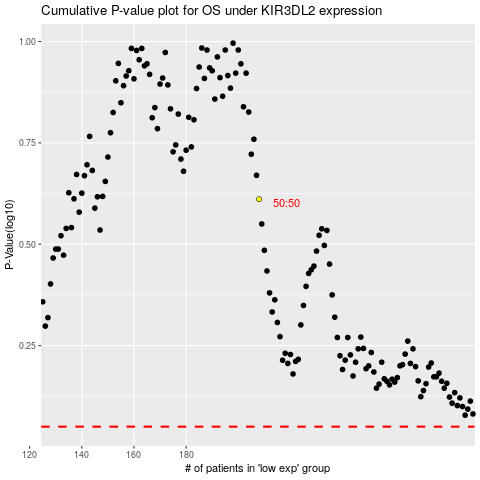 Cumulative P-value plot for OS under KIR3DL2 expression
P-Value(log10)
1.00
0.75
0.50
0.25
50:50
120 140 160 180
# of patients in 'low exp' group